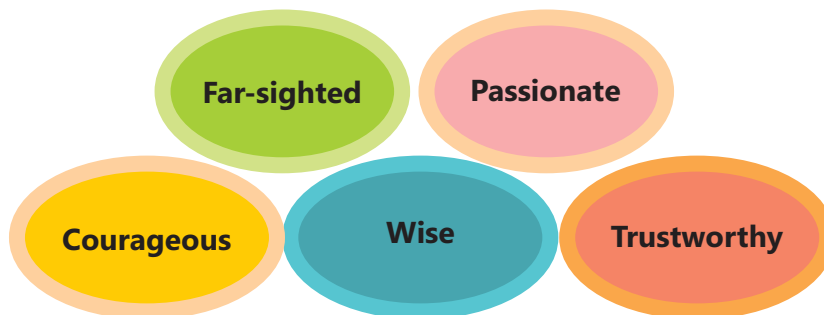 Far-sighted
Passionate
Courageous
Wise
Trustworthy